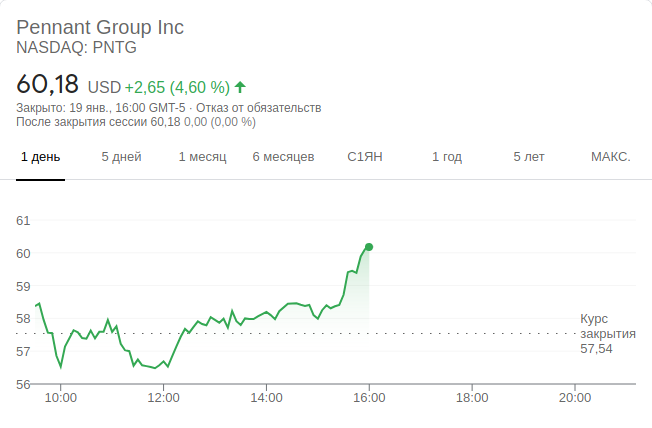 Pennant Group Inc
NASDAQ: PNTG
60,18 USD +2,65 (4,60 %)
Закрыто: 19 янв., 16:00 GMT-5 · Отказ от обязательств
После закрытия сессии 60,18 0,00 (0,00 %)
1 день 5 дней 1 месяц 6 месяцев С1ЯН 1 год 5 лет МАКС.
61
60
59
58
57
56
Курс
закрытия
57,54
10:00 12:00 14:00 16:00 18:00 20:00